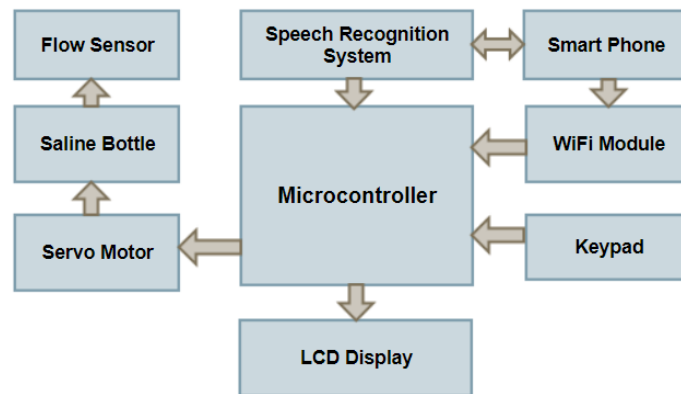 Flow Sensor
Speech Recognition
System
Smart Phone
Saline Bottle
Microcontroller
WiFi Module
Servo Motor
Keypad
LCD Display